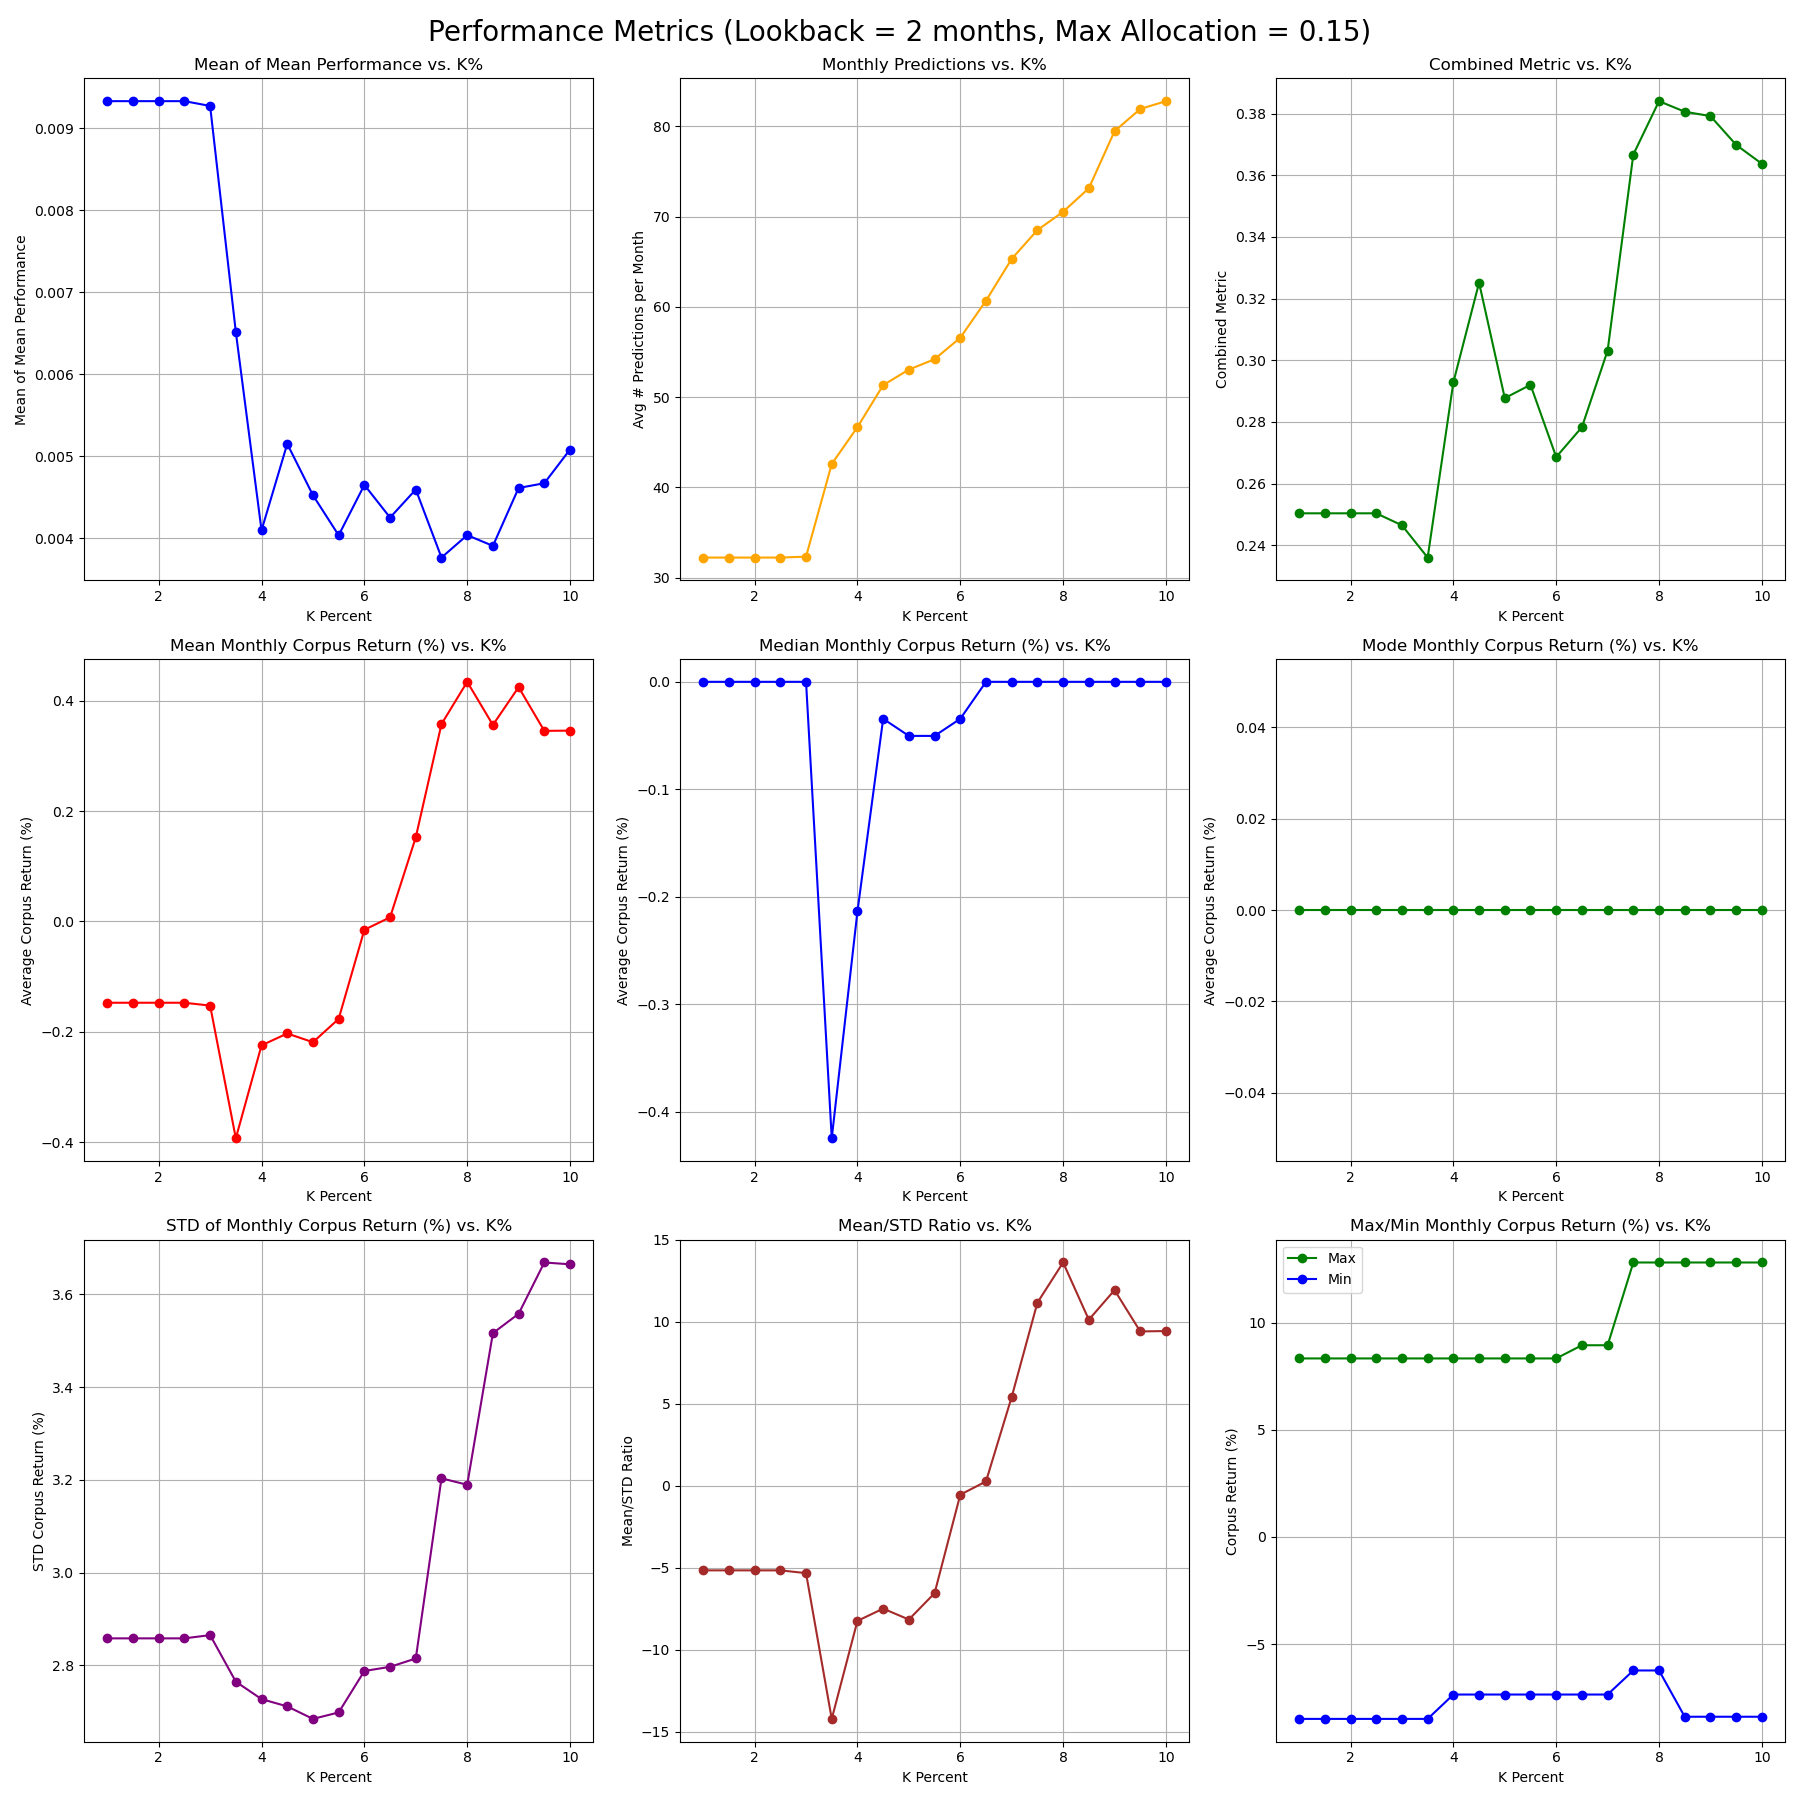 Performance Metrics (Lookback = 2 months, Max Allocation = 0.15)
Mean of Mean Performance vs. K%
Mean of Mean Performance
0.009
0.008
0.007
0.006
0.005
0.004
2 4 6 8 10
K Percent
Monthly Predictions vs. K%
Avg # Predictions per Month
80
70
60
50
40
30
2 4 6 8 10
K Percent
Combined Metric vs. K%
Combined Metric
0.38
0.36
0.34
0.32
0.30
0.28
0.26
0.24
2 4 6 8 10
K Percent
Mean Monthly Corpus Return (%) vs. K%
Average Corpus Return (%)
0.4
0.2
0.0
−0.2
−0.4
2 4 6 8 10
K Percent
Median Monthly Corpus Return (%) vs. K%
Average Corpus Return (%)
0.0
−0.1
−0.2
−0.3
−0.4
2 4 6 8 10
K Percent
Mode Monthly Corpus Return (%) vs. K%
Average Corpus Return (%)
0.04
0.02
0.00
−0.02
−0.04
2 4 6 8 10
K Percent
STD of Monthly Corpus Return (%) vs. K%
STD Corpus Return (%)
3.6
3.4
3.2
3.0
2.8
2 4 6 8 10
K Percent
Mean/STD Ratio vs. K%
Mean/STD Ratio
15
10
5
0
−5
−10
−15
2 4 6 8 10
K Percent
Max/Min Monthly Corpus Return (%) vs. K%
Max
Min
Corpus Return (%)
10
5
0
−5
2 4 6 8 10
K Percent